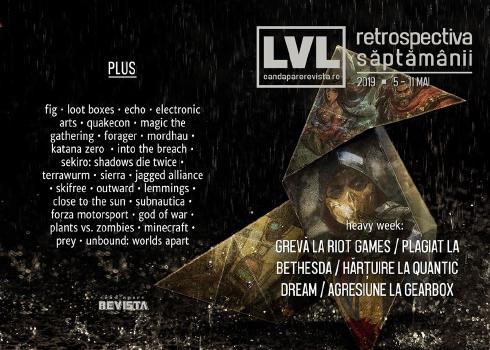 LVL
candaparerevista.ro
retrospectiva
săptămânii
2019 ■ 5 - 11 MAI
PLUS
fig • loot boxes • echo • electronic
arts • quakecon • magic the
gathering • forager • mordhau •
katana zero • into the breach •
sekiro: shadows die twice •
terrawurm • sierra • jagged alliance
• skifree • outward • lemmings •
close to the sun • subnautica •
forza motorsport • god of war •
plants vs. zombies • minecraft •
prey • unbound: worlds apart
când apare
REVISTA
heavy week:
GREVĂ LA RIOT GAMES / PLAGIAT LA
BETHESDA / HĂRTUIRE LA QUANTIC
DREAM / AGRESIUNE LA GEARBOX